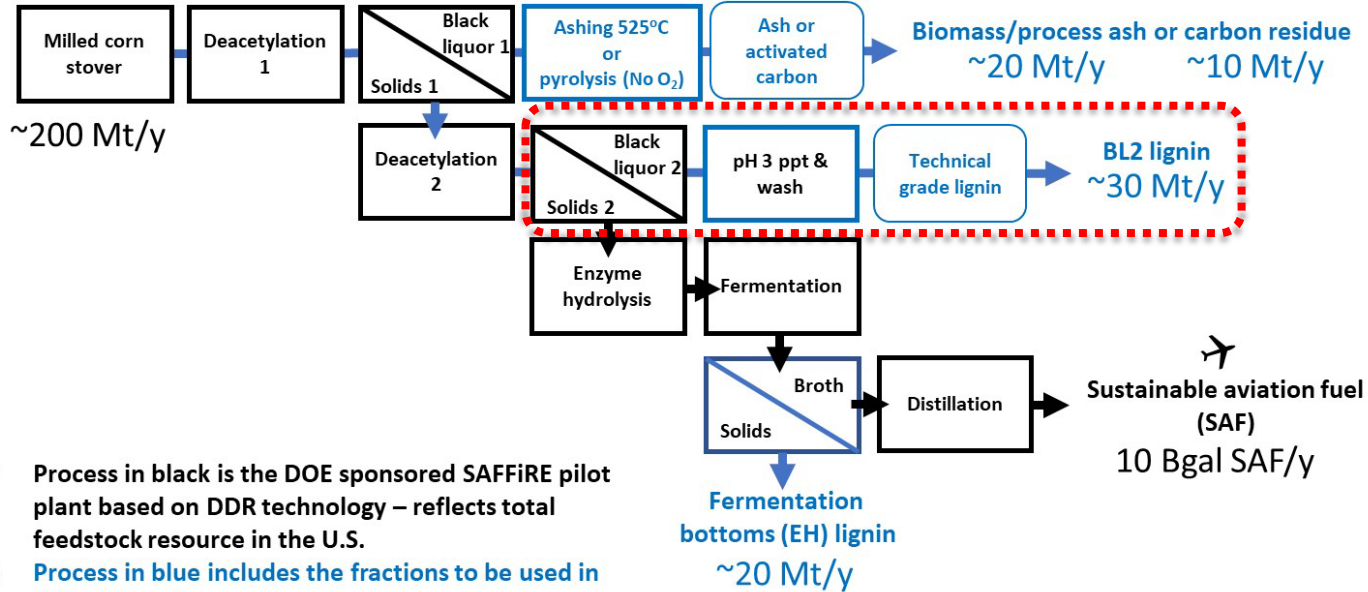 Milled corn
stover
~200 Mt/y
Deacetylation
1
Black
liquor 1
Solids 1
Ashing 525°C
or
pyrolysis (No O₂)
Ash or
activated
carbon
Biomass/process ash or carbon residue
~20 Mt/y ~10 Mt/y
Deacetylation
2
Black
liquor 2
Solids 2
pH 3 ppt &
wash
Technical
grade lignin
BL2 lignin
~30 Mt/y
Enzyme
hydrolysis
Fermentation
Broth
Solids
Distillation
Sustainable aviation fuel
(SAF)
10 Bgal SAF/y
Fermentation
bottoms (EH) lignin
~20 Mt/y
Process in black is the DOE sponsored SAFFiRE pilot
plant based on DDR technology – reflects total
feedstock resource in the U.S.
Process in blue includes the fractions to be used in